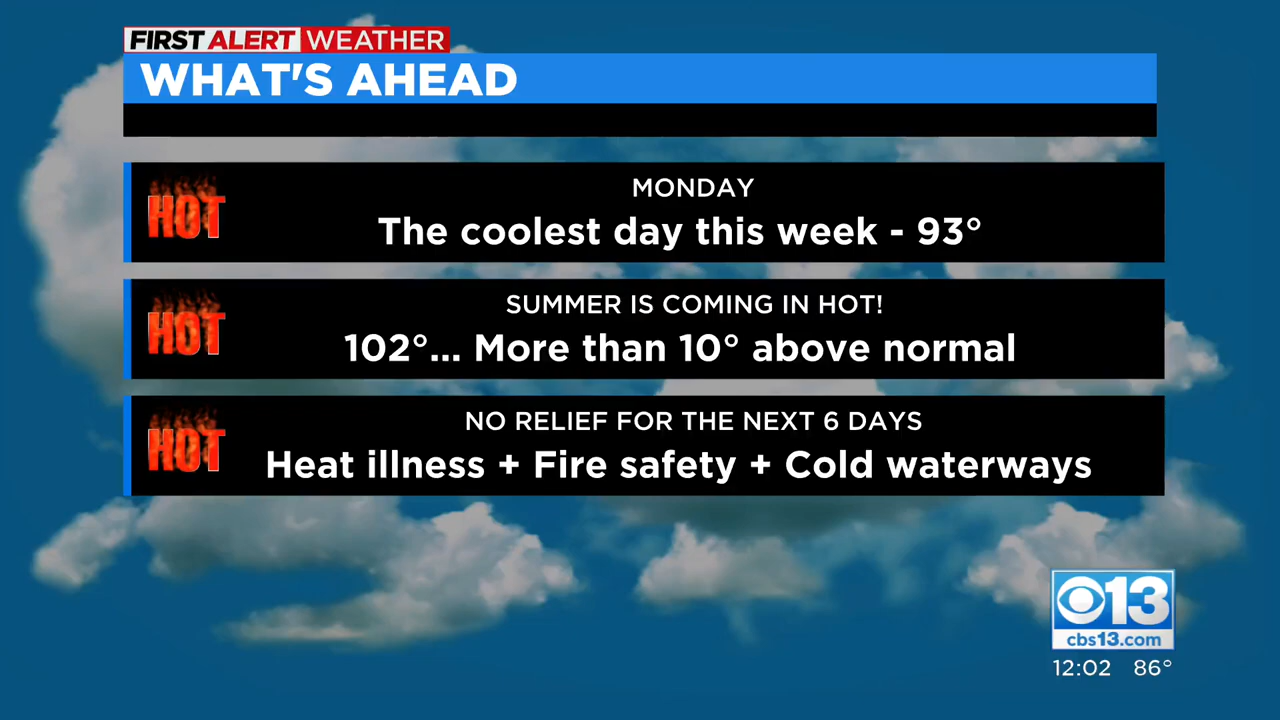 FIRST ALERT WEATHER
WHAT'S AHEAD
HOT
MONDAY
The coolest day this week - 93°
HOT
SUMMER IS COMING IN HOT!
102°... More than 10° above normal
HOT
NO RELIEF FOR THE NEXT 6 DAYS
Heat illness + Fire safety + Cold waterways
13
cbs13.com
12:02 86°